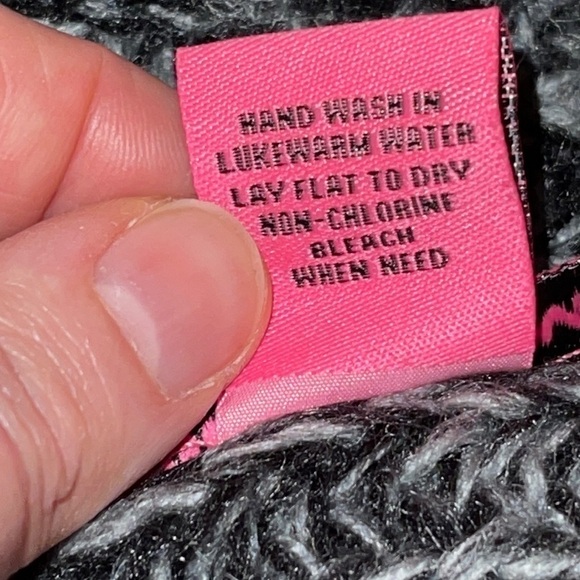 HAND WASH IN
LUKEWARM WATER
LAY FLAT TO DRY
NON-CHLORINE
BLEACH
WHEN NEED